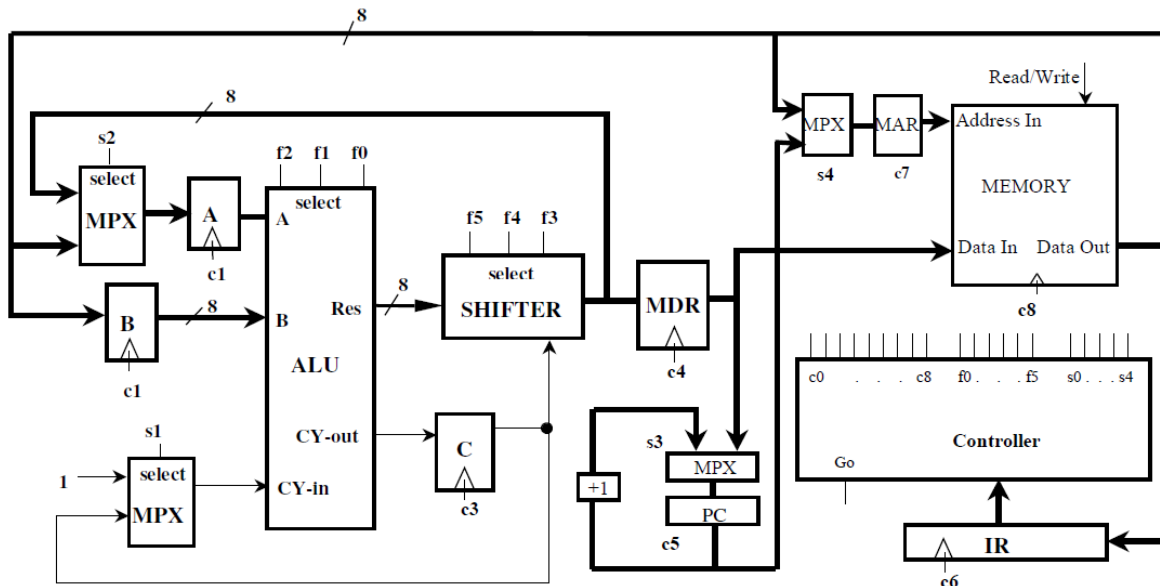 8
8
Read/Write
s2
select
MPX
A
c1
f2 f1 f0
select
A
f5 f4 f3
select
SHIFTER
MPX
s4
MAR
c7
Address In
MEMORY
Data In Data Out
c8
B
c1
8
B
Res
8
ALU
MDR
c4
CY-out
C
c3
s1
select
1
MPX
CY-in
s3
MPX
+1
PC
c5
c0 . . . c8 f0 . . . . f5 s0 . . . s4
Controller
Go
IR
c6